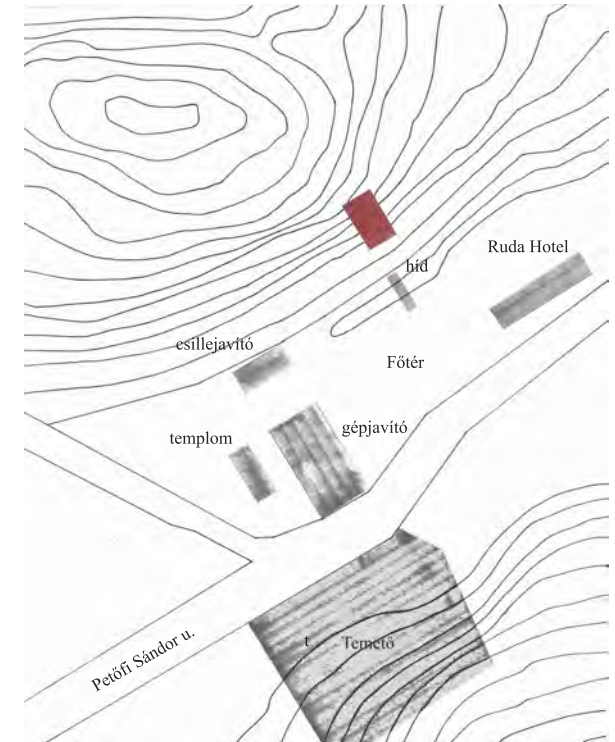 Ruda Hotel
híd
csillejavító
Főtér
templom
gépjavító
t.
Temető
Petőfi Sándor u.